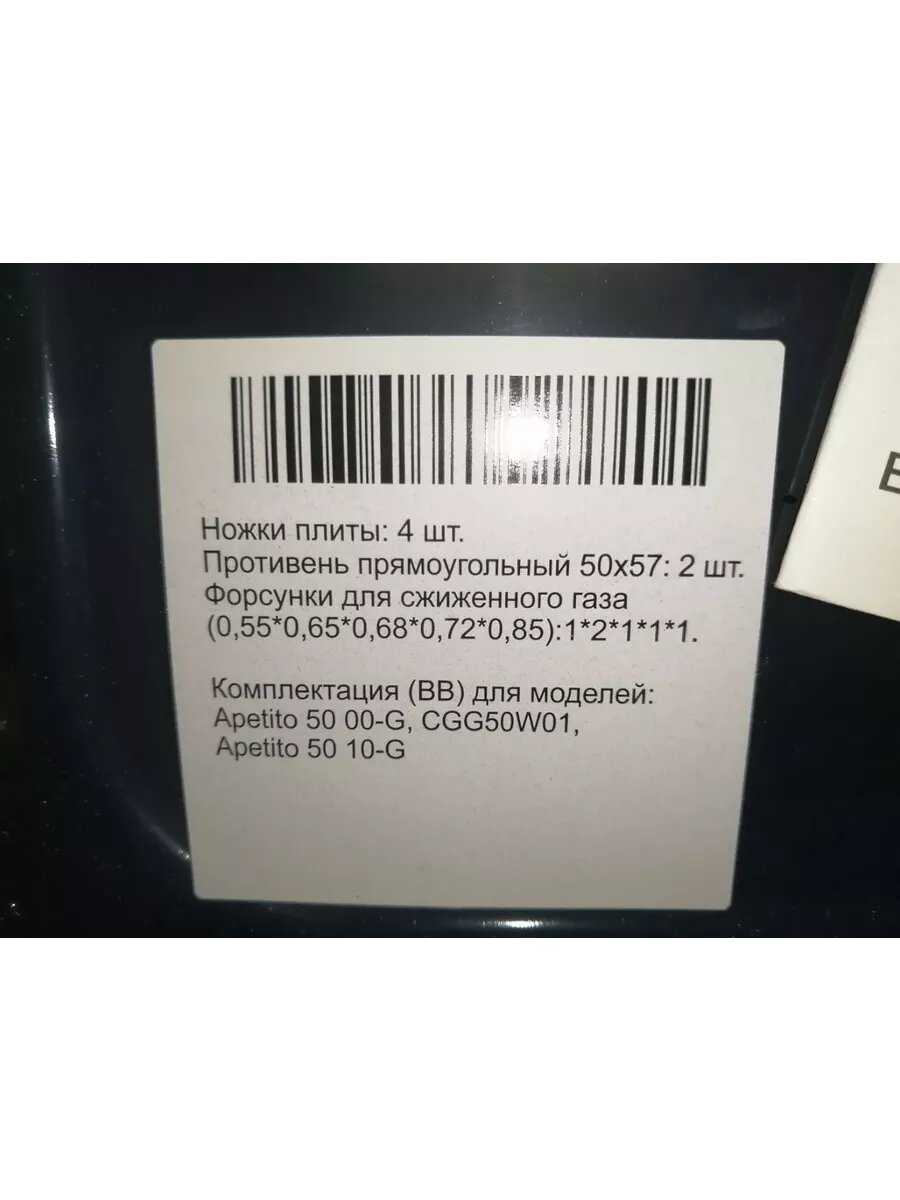 Ножки плиты: 4 шт.
Противень прямоугольный 50х57: 2 шт.
Форсунки для сжиженного газа
(0,55*0,65*0,68*0,72*0,85):1*2*1*1*1.
Комплектация (ВВ) для моделей:
Apetito 50 00-G, CGG50W01,
Apetito 50 10-G